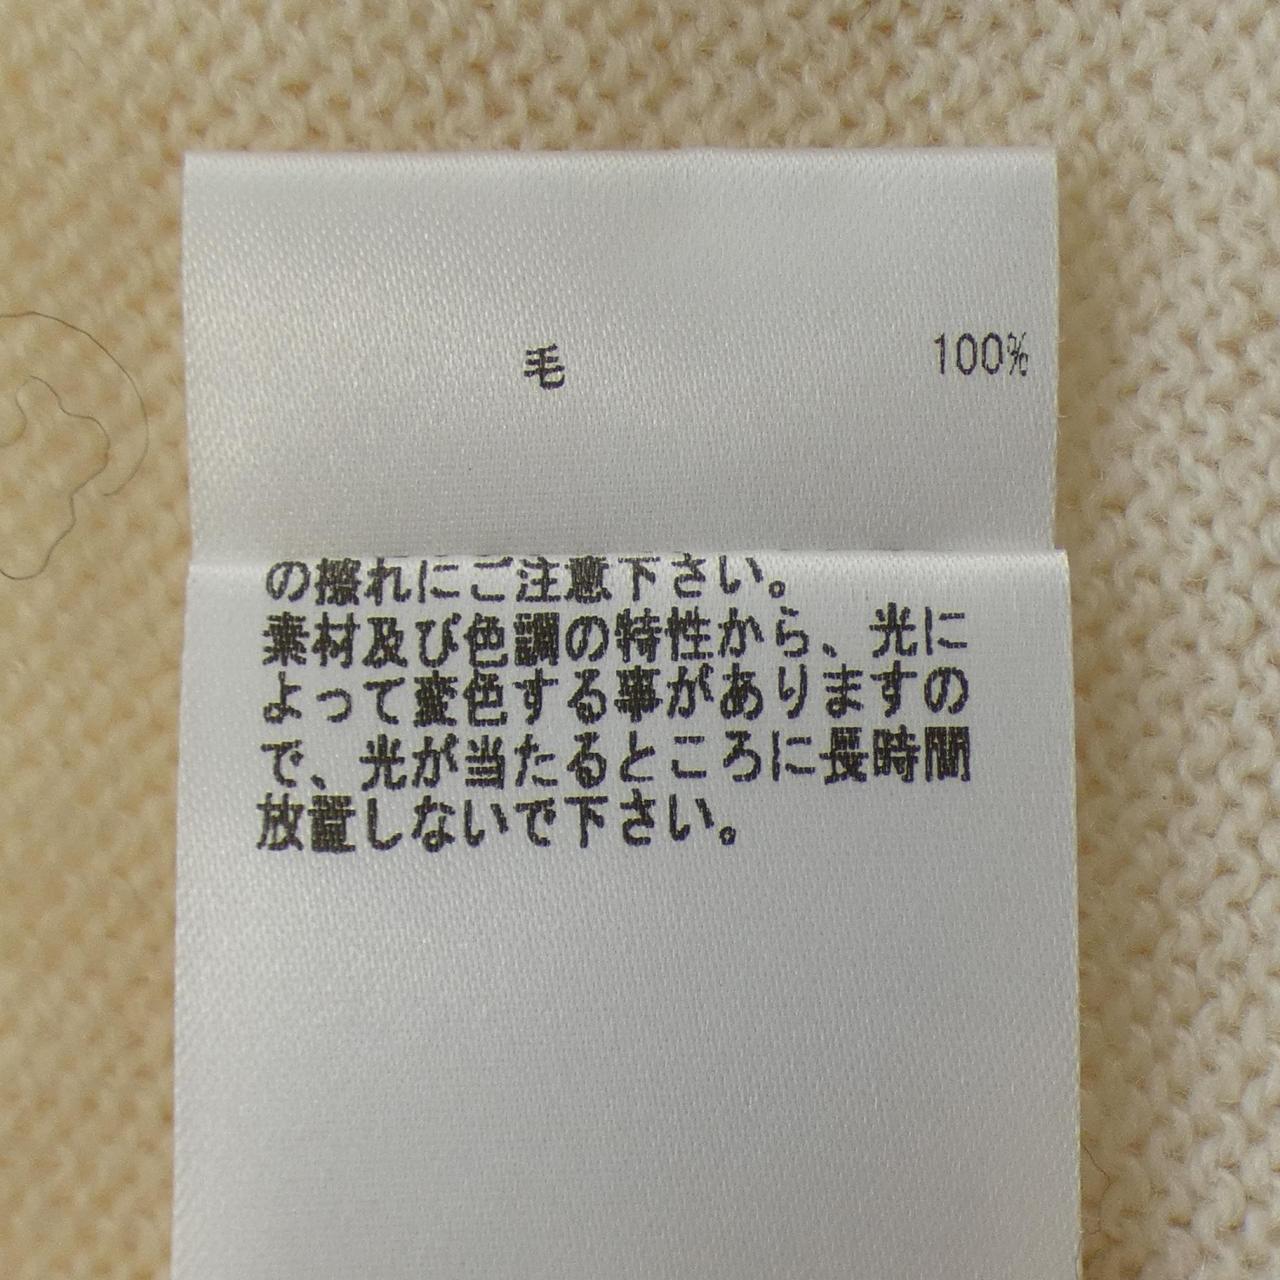 毛 100%
の擦れにご注意下さい。
素材及び色調の特性から、光に
よって変色する事がありますの
で、光が当たるところに長時間
放置しないで下さい。